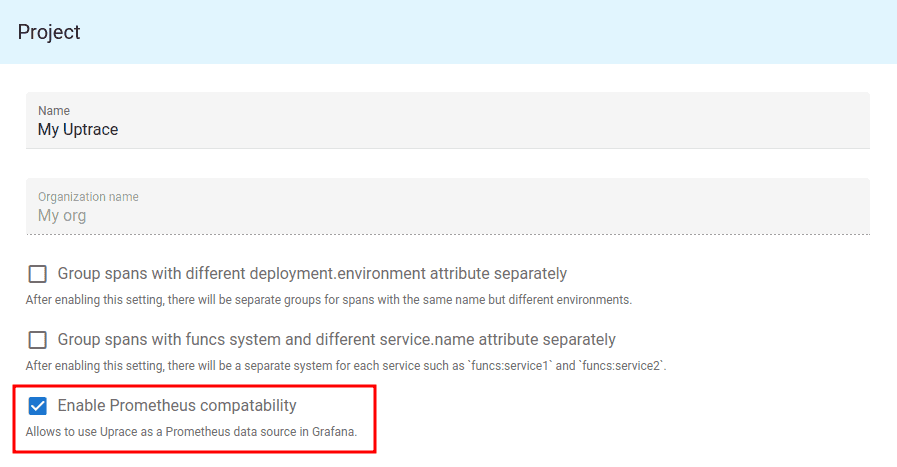 Project
Name
My Uptrace
Organization name
My org
Group spans with different deployment.environment attribute separately
After enabling this setting, there will be separate groups for spans with the same name but different environments.
Group spans with funcs system and different service.name attribute separately
After enabling this setting, there will be a separate system for each service such as `funcs:service1` and `funcs:service2`.
Enable Prometheus compatability
Allows to use Uprace as a Prometheus data source in Grafana.